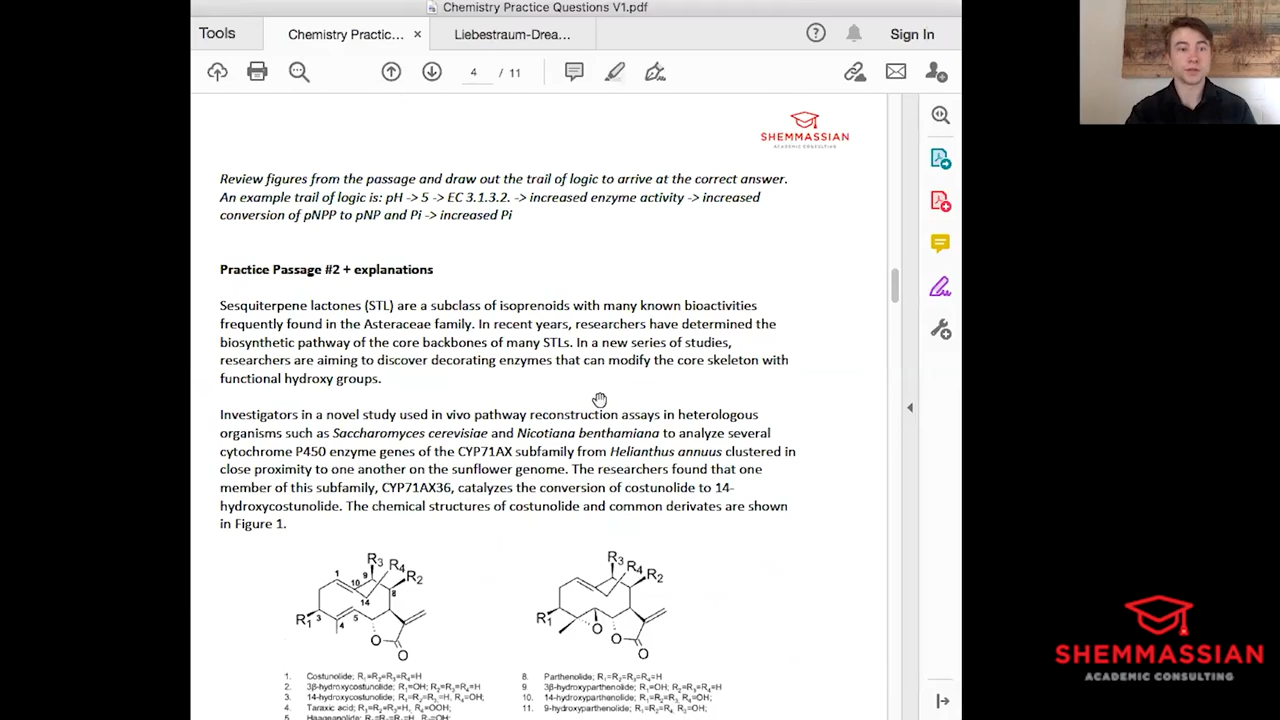 Chemistry Practice Questions V1.pdf
Tools
Chemistry Practic... ×
Liebestraum-Drea...
Sign In
4 / 11
SHEMMASSIAN
ACADEMIC CONSULTING
Review figures from the passage and draw out the trail of logic to arrive at the correct answer.
An example trail of logic is: pH -> 5 -> EC 3.1.3.2. -> increased enzyme activity -> increased
conversion of pNPP to pNP and Pi -> increased Pi
Practice Passage #2 + explanations
Sesquiterpene lactones (STL) are a subclass of isoprenoids with many known bioactivities
frequently found in the Asteraceae family. In recent years, researchers have determined the
biosynthetic pathway of the core backbones of many STLs. In a new series of studies,
researchers are aiming to discover decorating enzymes that can modify the core skeleton with
functional hydroxy groups.
Investigators in a novel study used in vivo pathway reconstruction assays in heterologous
organisms such as Saccharomyces cerevisiae and Nicotiana benthamiana to analyze several
cytochrome P450 enzyme genes of the CYP71AX subfamily from Helianthus annuus clustered in
close proximity to one another on the sunflower genome. The researchers found that one
member of this subfamily, CYP71AX36, catalyzes the conversion of costunolide to 14-
hydroxycostunolide. The chemical structures of costunolide and common derivates are shown
in Figure 1.
R3
R4
R2
R1
1
10
9
8
14
3
4
5
O
O
R3
R4
R2
R1
O
O
O
1. Costunolide; R1=R2=R3=R4=H
2. 3β-hydroxycostunolide; R1=OH; R2=R3=R4=H
3. 14-hydroxycostunolide; R1=R2=R3=H, R4=OH;
4. Taraxic acid; R1=R2=R3=H, R4=OOH;
8. Parthenolide; R1=R2=R3=R4=H
9. 3β-hydroxyparthenolide; R1=OH; R2=R3=R4=H
10. 14-hydroxyparthenolide; R1=R2=R3, R4=OH;
11. 9-hydroxyparthenolide; R1=R2=R4, R3=OH;
SHEMMASSIAN
ACADEMIC CONSULTING